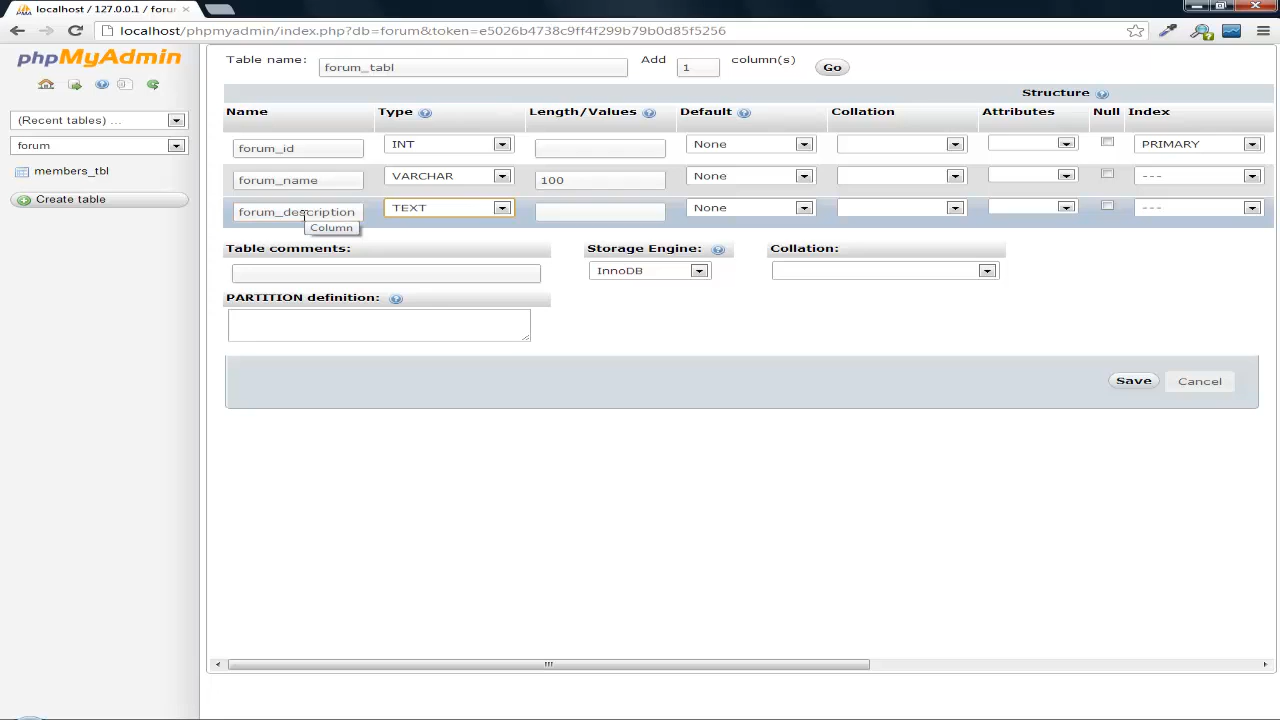 localhost / 127.0.0.1 / foru
localhost/phpmyadmin/index.php?db=forum&token=
phpMyAdmin
Table name:
forum_tabl
Add
1
column(s)
Go
(Recent tables) ...
forum
members_tbl
Create table
Structure
Name
Type
Length/Values
Default
Collation
Attributes
Null
Index
forum_id
INT
None
PRIMARY
forum_name
VARCHAR
100
None
---
forum_description
TEXT
None
---
Column
Table comments:
Storage Engine:
Collation:
InnoDB
PARTITION definition:
Save
Cancel